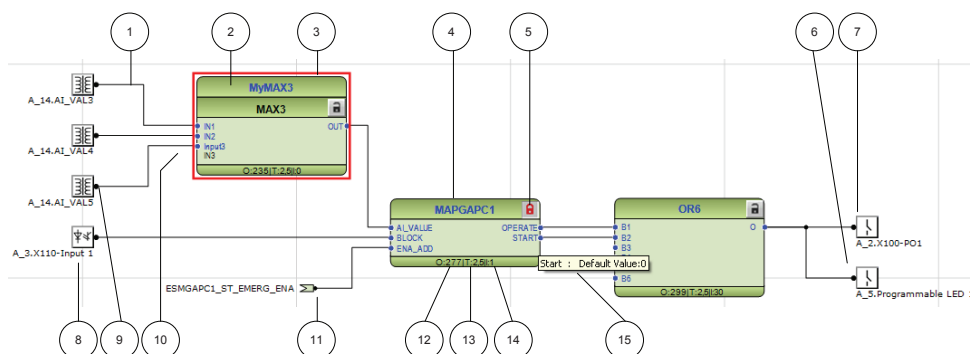 1
2
3
4
5
6
7
MyMAX3
MAX3
A_14.AI_VAL3
IN1
IN2
Input3
IN3
OUT
O:235|T:2,5|I:0
A_14.AI_VAL4
A_14.AI_VAL5
A_3.X110-Input 1
MAPGAPC1
AI_VALUE
BLOCK
ENA_ADD
OPERATE
START
O:277|T:2,5|I:1
Start : Default Value:0
OR6
B1
B2
B3
B6
O
O:299|T:2,5|I:30
A_2.X100-PO1
A_5.Programmable LED
ESMGAPC1_ST_EMERG_ENA
8
9
10
11
12
13
14
15